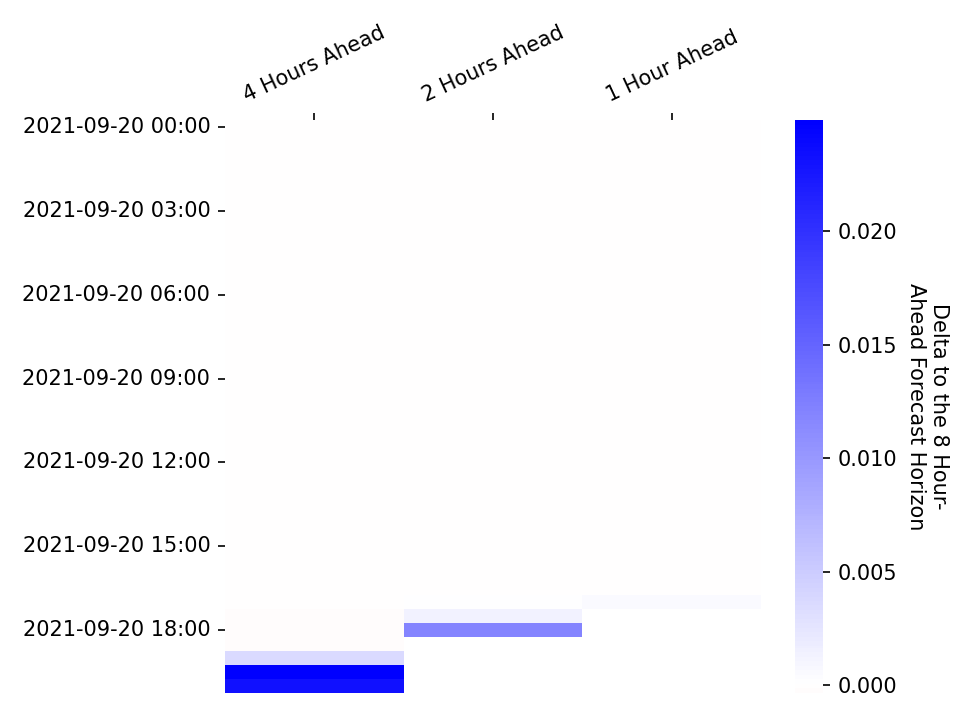 4 Hours Ahead
2 Hours Ahead
1 Hour Ahead
2021-09-20 00:00
2021-09-20 03:00
2021-09-20 06:00
2021-09-20 09:00
2021-09-20 12:00
2021-09-20 15:00
2021-09-20 18:00
0.020
0.015
0.010
0.005
0.000
Delta to the 8 Hour-
Ahead Forecast Horizon